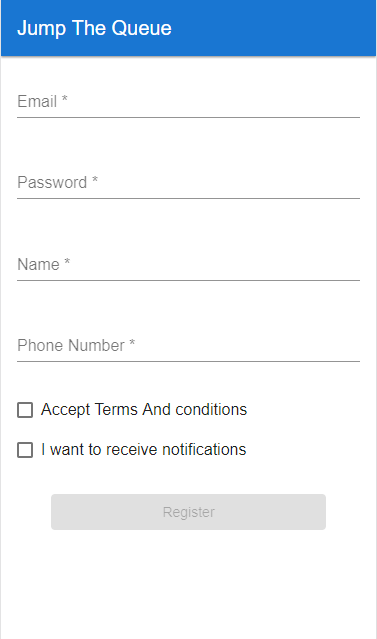 Jump The Queue
Email *
Password *
Name *
Phone Number *
Accept Terms And conditions
I want to receive notifications
Register